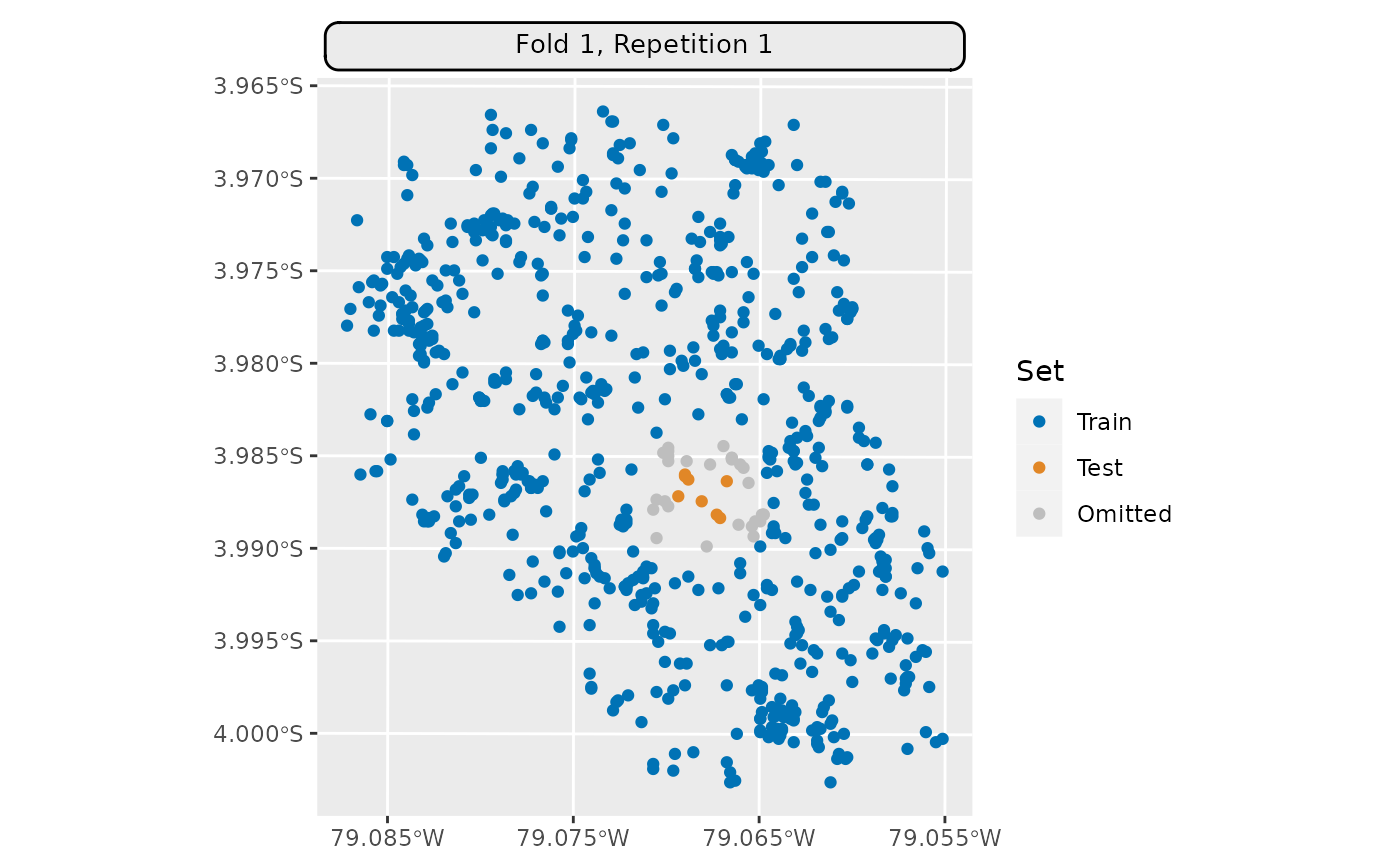 Fold 1, Repetition 1
3.965°S
3.970°S
3.975°S
3.980°S
3.985°S
3.990°S
3.995°S
4.000°S
79.085°W 79.075°W 79.065°W 79.055°W
Set
Train
Test
Omitted